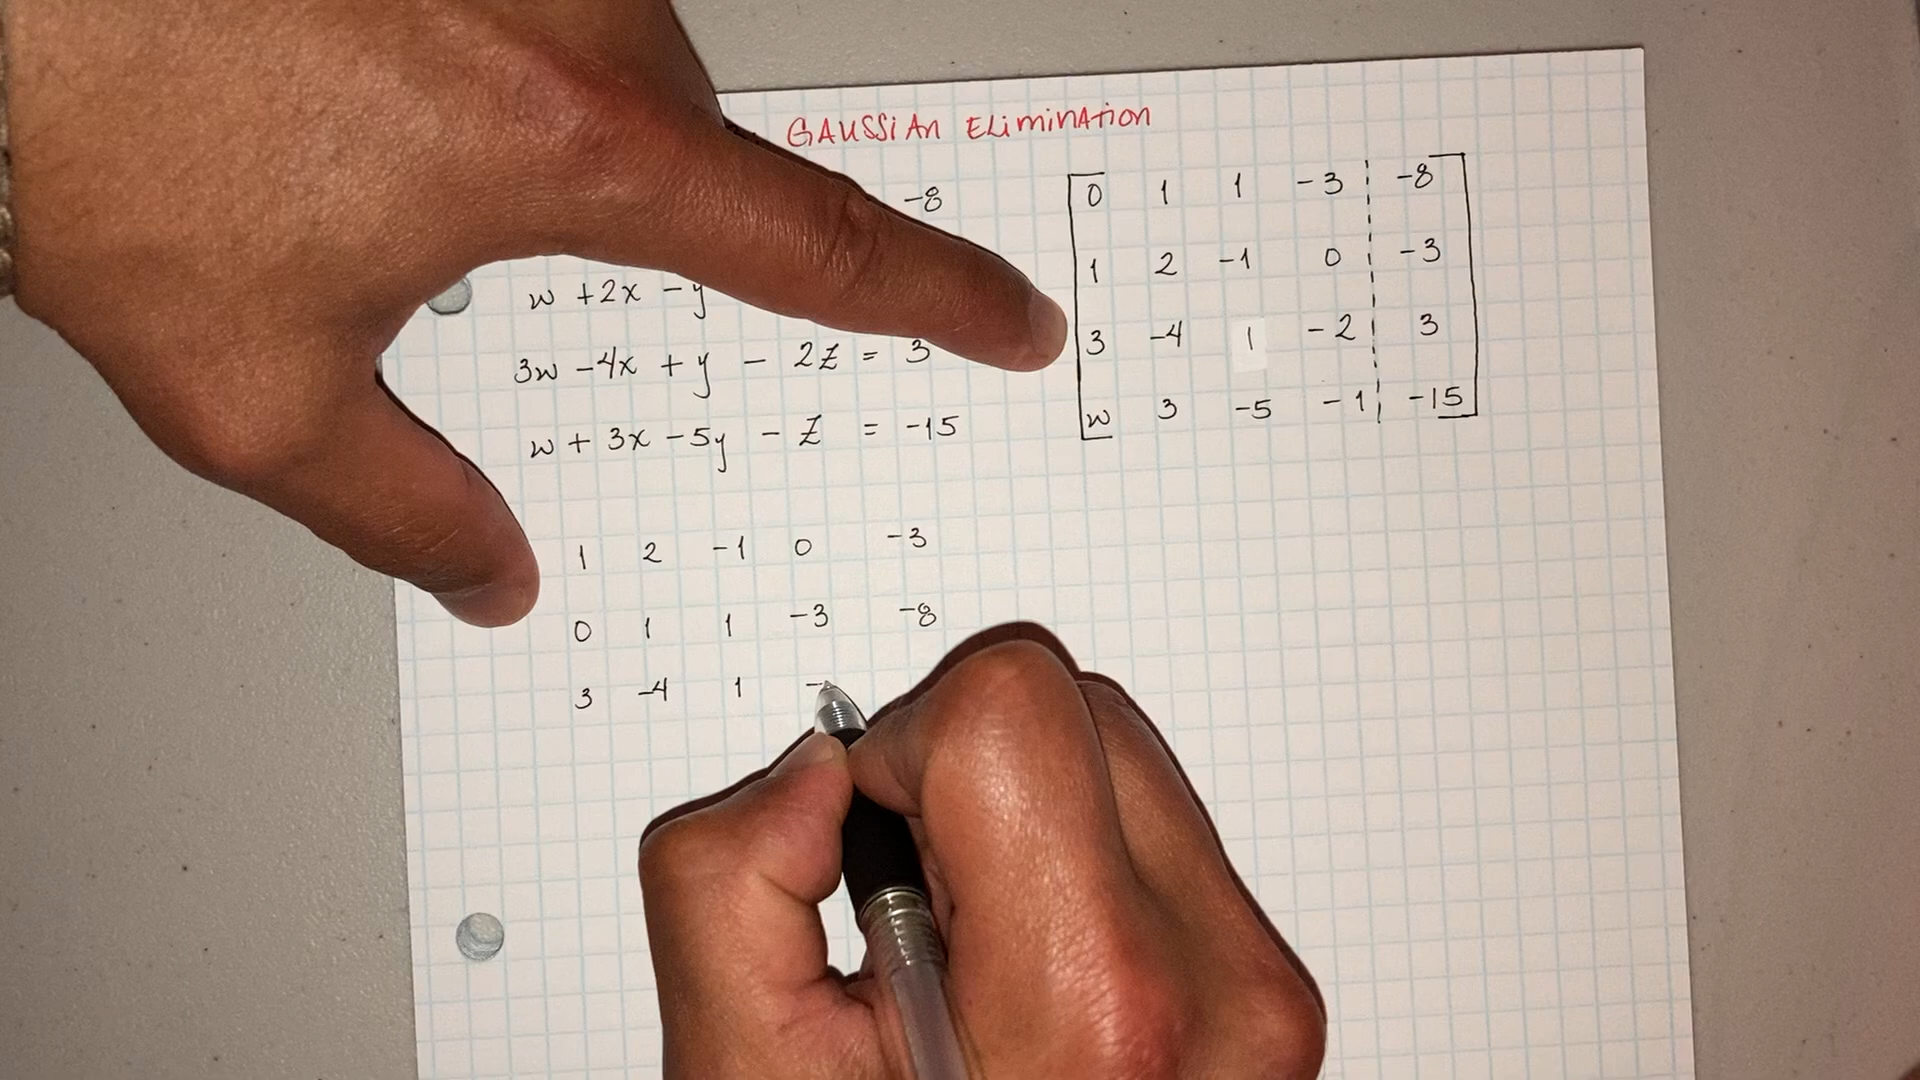 GAUSSiAn ELiminATion
-8
w +2x - y
3w -4x + y - 2z = 3
w + 3x -5y - z = -15
0 1 1 -3 -8
1 2 -1 0 -3
3 -4 1 -2 3
w 3 -5 -1 -15
1 2 -1 0 -3
0 1 1 -3 -8
3 -4 1 -